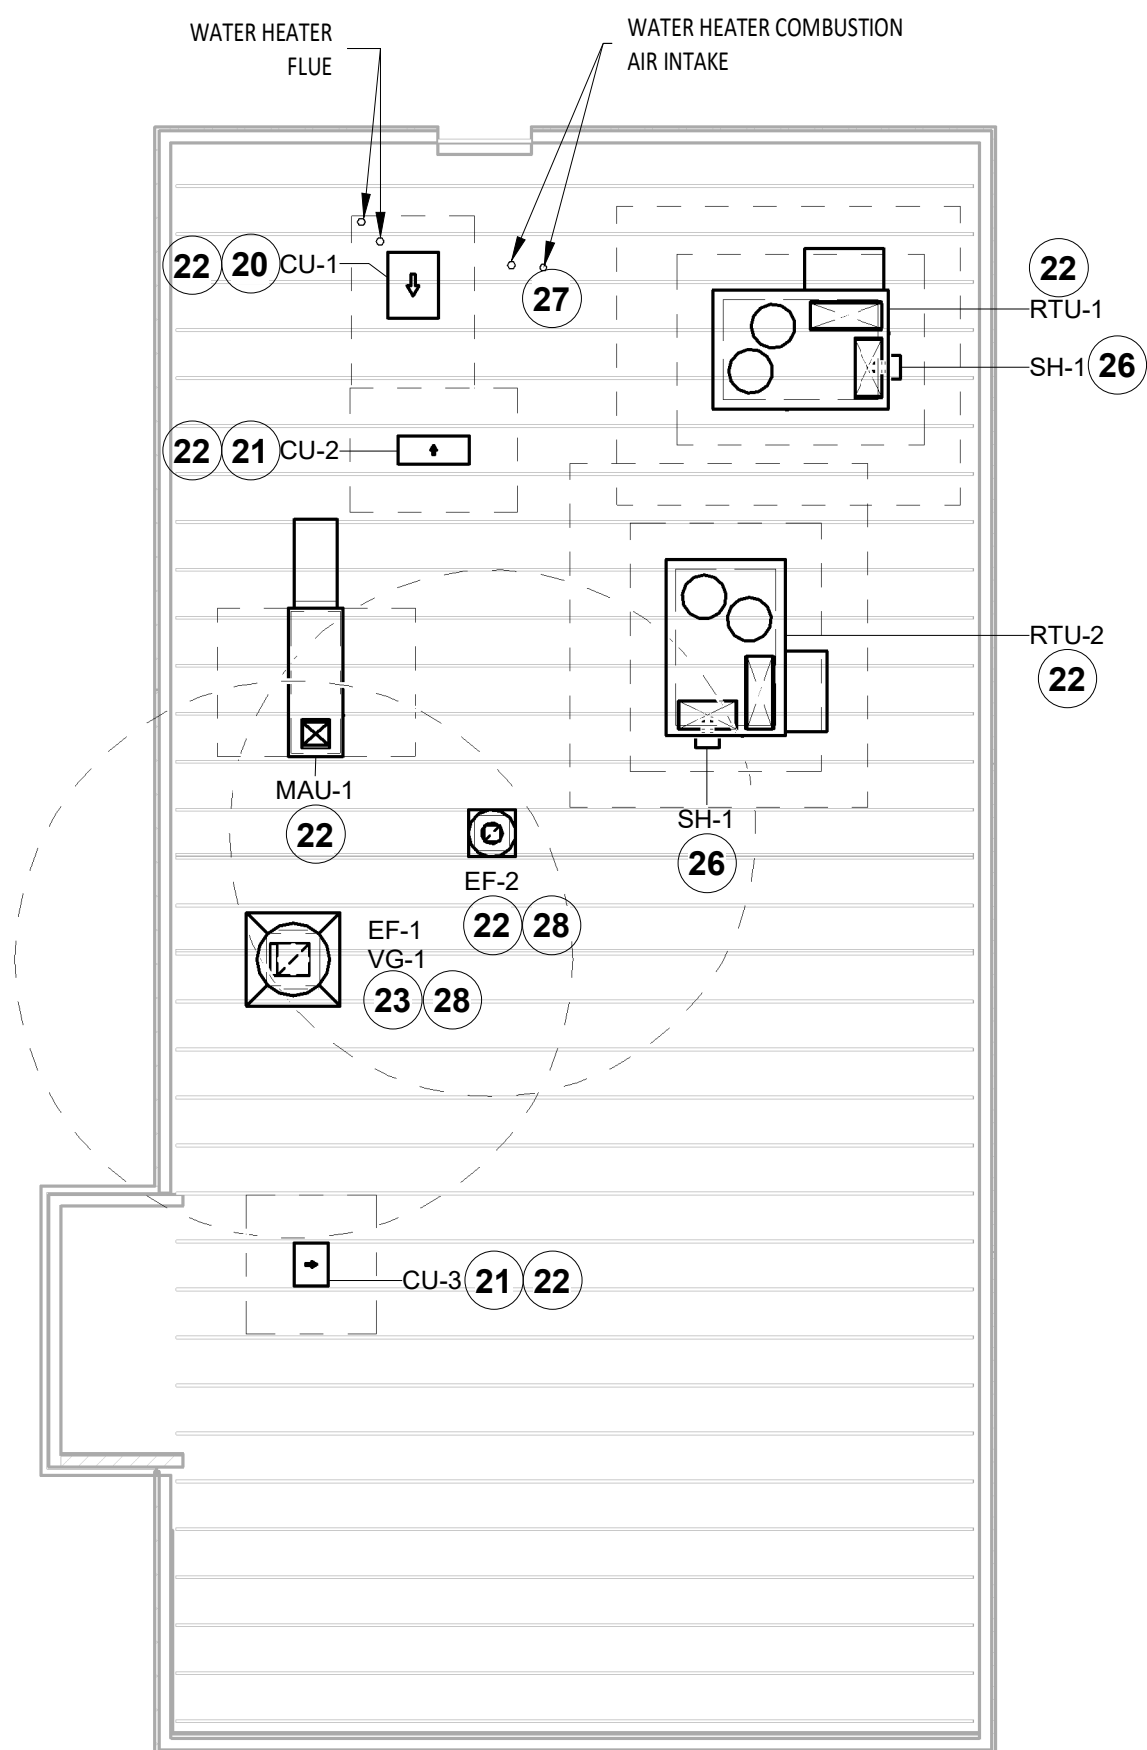 WATER HEATER
FLUE
WATER HEATER COMBUSTION
AIR INTAKE
22 20 CU-1
27
22
RTU-1
SH-1 26
22 21 CU-2
RTU-2
22
MAU-1
22
SH-1
26
EF-2
22 28
EF-1
VG-1
23 28
CU-3 21 22